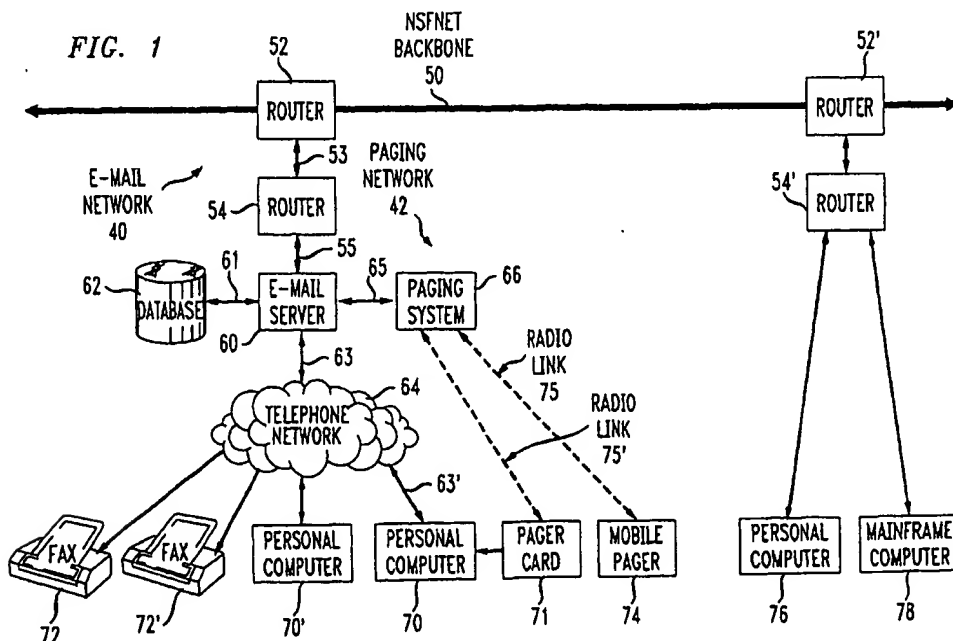 FIG. 1
NSFNET
BACKBONE
50
52
ROUTER
52'
ROUTER
53
E-MAIL
NETWORK
40
PAGING
NETWORK
42
54
ROUTER
54'
ROUTER
55
62
DATABASE
61
E-MAIL
SERVER
60
65
PAGING
SYSTEM
66
63
64
TELEPHONE
NETWORK
RADIO
LINK
75
RADIO
LINK
75'
63'
FAX
72
FAX
72'
PERSONAL
COMPUTER
70'
PERSONAL
COMPUTER
70
PAGER
CARD
71
MOBILE
PAGER
74
PERSONAL
COMPUTER
76
MAINFRAME
COMPUTER
78